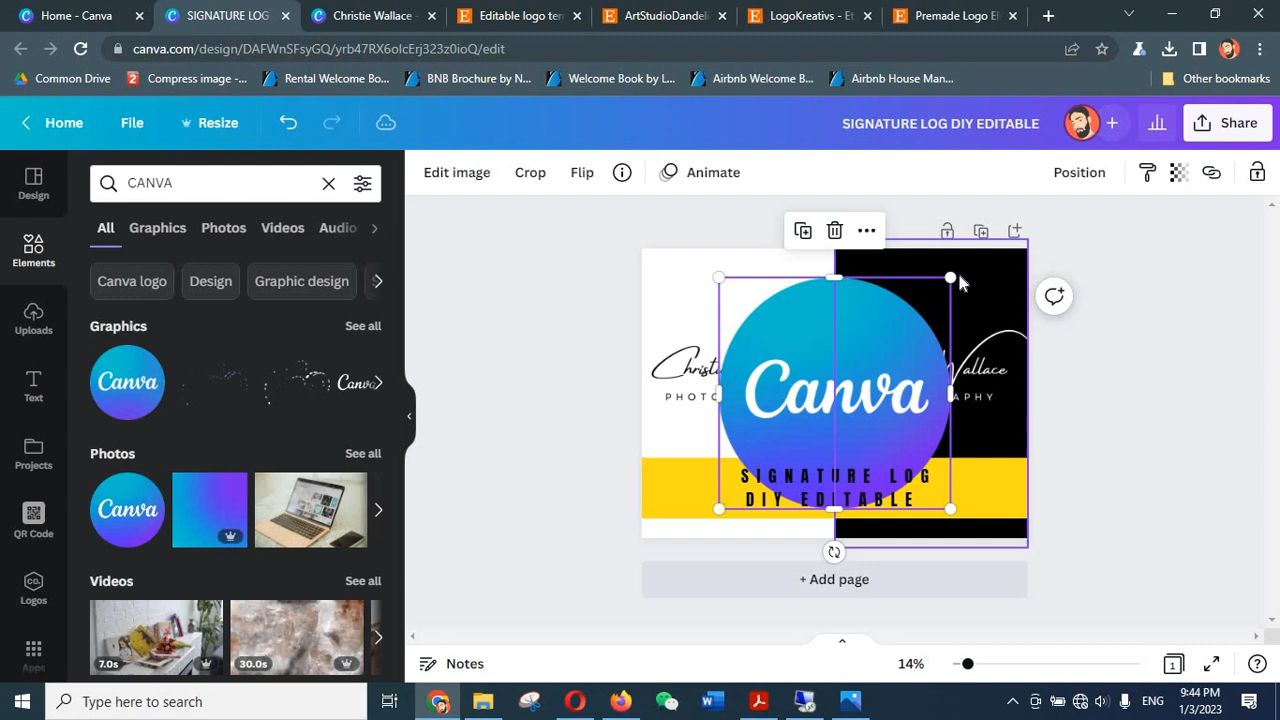 Home - Canva
SIGNATURE LOG
Christie Wallace -
Editable logo tem
ArtStudioDandeli
LogoKreativs - Et
Premade Logo El
canva.com/design/DAFWnSFsyGQ/yrb47RX6olcErj323z0ioQ/edit
Common Drive
Compress image -...
Rental Welcome Bo...
BNB Brochure by N...
Welcome Book by L...
Airbnb Welcome B...
Airbnb House Man...
Other bookmarks
Home
File
Resize
SIGNATURE LOG DIY EDITABLE
Share
Design
Elements
Uploads
Text
Projects
QR Code
Logos
Apps
CANVA
All
Graphics
Photos
Videos
Audio
Canva logo
Design
Graphic design
S
Graphics
See all
Canva
Canva
Photos
See all
Canva
Videos
See all
7.0s
30.0s
Edit image
Crop
Flip
Animate
Position
Christi
Wallace
PHOTO
APHY
Canva
SIGNATURE LOG
DIY EDITABLE
+ Add page
Notes
14%
1
Type here to search
ENG
9:44 PM
1/3/2023